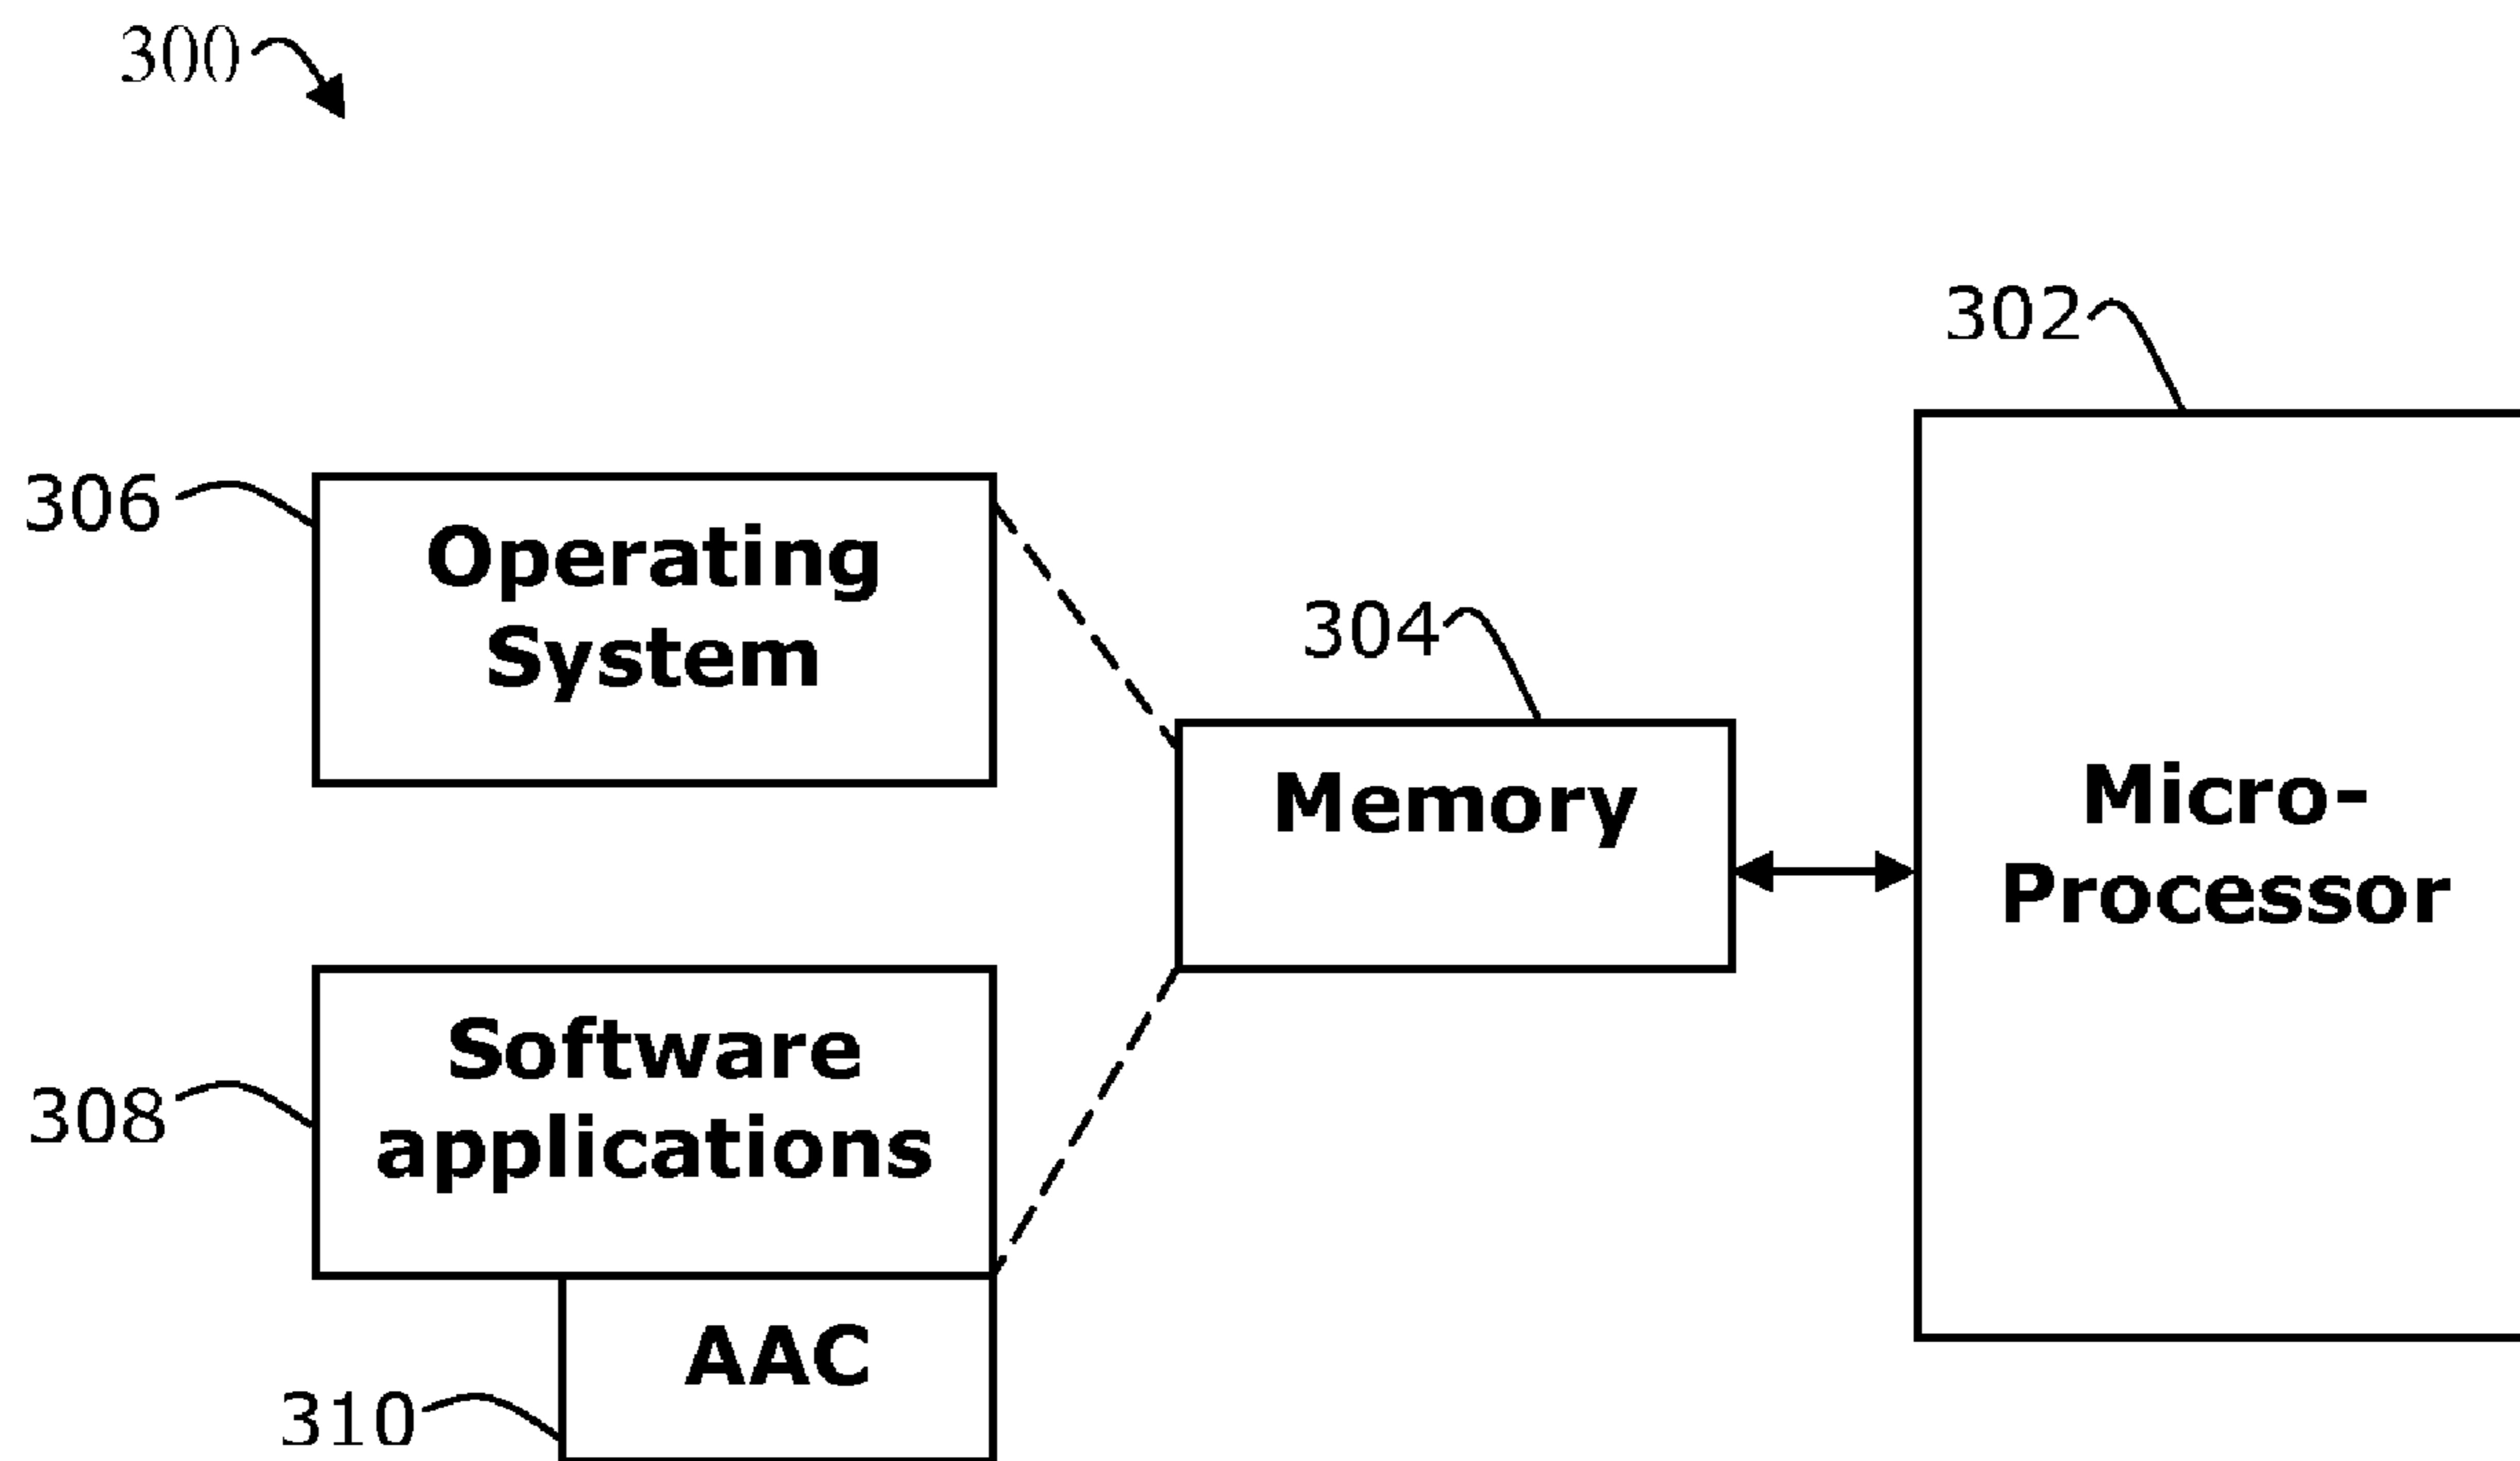 300
302
306
Operating
System
304
Memory
Micro-
Processor
308
Software
applications
AAC
310